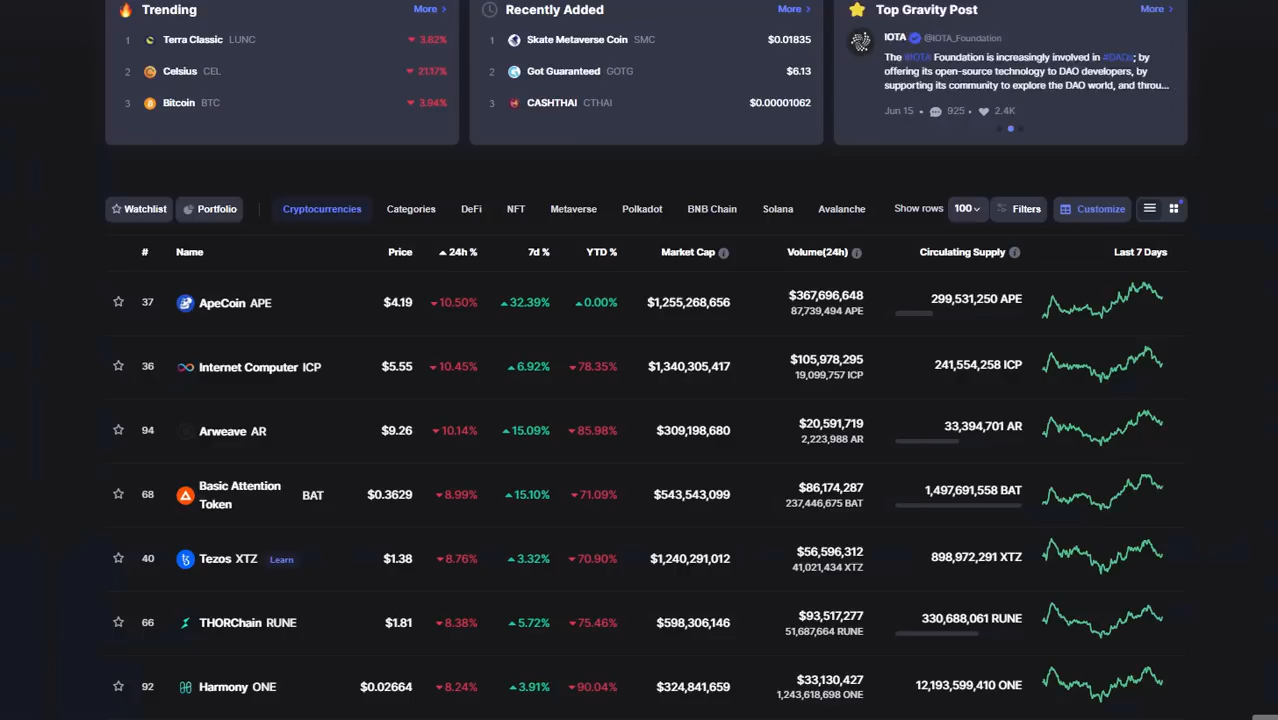 Trending More >
1 Terra Classic LUNC 3.82%
2 Celsius CEL 21.17%
3 Bitcoin BTC 3.94%
Recently Added More >
1 Skate Metaverse Coin SMC $0.01835
2 Got Guaranteed GOTG $6.13
3 CASHTHAI CTHAI $0.00001062
Top Gravity Post More >
IOTA @IOTA_Foundation
The #IOTA Foundation is increasingly involved in #DAOs; by
offering its open-source technology to DAO developers, by
supporting its community to explore the DAO world, and throu...
Jun 15 • 925 • 2.4K
Watchlist Portfolio Cryptocurrencies Categories DeFi NFT Metaverse Polkadot BNB Chain Solana Avalanche Show rows 100 Filters Customize
# Name Price 24h % 7d % YTD % Market Cap Volume(24h) Circulating Supply Last 7 Days
37 ApeCoin APE $4.19 10.50% 32.39% 0.00% $1,255,268,656 $367,696,648 299,531,250 APE
87,739,494 APE
36 Internet Computer ICP $5.55 10.45% 6.92% 78.35% $1,340,305,417 $105,978,295 241,554,258 ICP
19,099,757 ICP
94 Arweave AR $9.26 10.14% 15.09% 85.98% $309,198,680 $20,591,719 33,394,701 AR
2,223,988 AR
68 Basic Attention Token BAT $0.3629 8.99% 15.10% 71.09% $543,543,099 $86,174,287 1,497,691,558 BAT
237,446,675 BAT
40 Tezos XTZ Learn $1.38 8.76% 3.32% 70.90% $1,240,291,012 $56,596,312 898,972,291 XTZ
41,021,434 XTZ
66 THORChain RUNE $1.81 8.38% 5.72% 75.46% $598,306,146 $93,517,277 330,688,061 RUNE
51,687,664 RUNE
92 Harmony ONE $0.02664 8.24% 3.91% 90.04% $324,841,659 $33,130,427 12,193,599,410 ONE
1,243,618,698 ONE